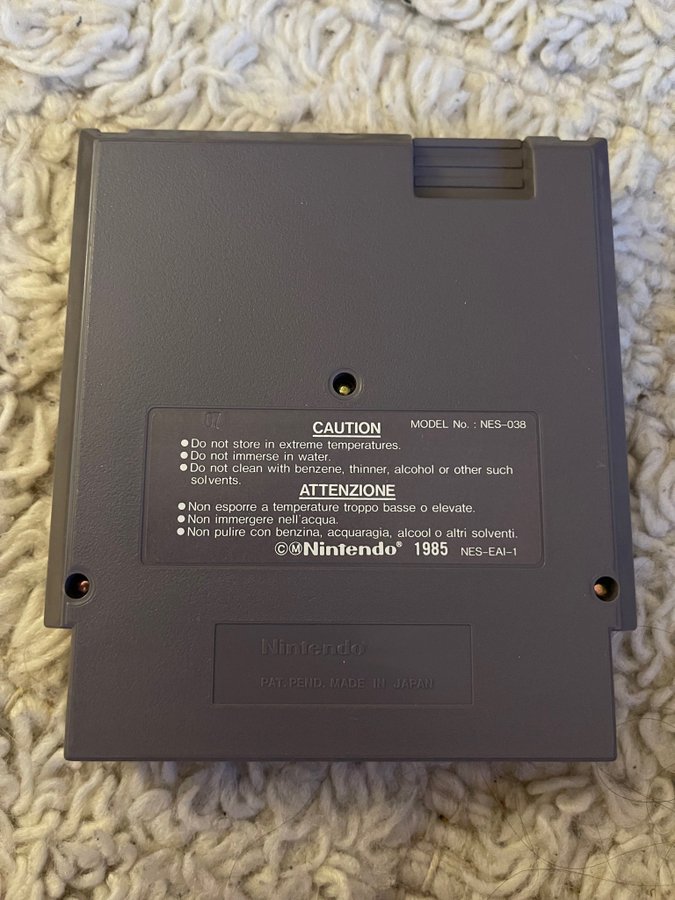 07
CAUTION MODEL No. : NES-038
●Do not store in extreme temperatures.
●Do not immerse in water.
●Do not clean with benzene, thinner, alcohol or other such
solvents.
ATTENZIONE
●Non esporre a temperature troppo basse o elevate.
●Non immergere nell'acqua.
●Non pulire con benzina, acquaragia, alcool o altri solventi.
©ⓂNintendo® 1985 NES-EAI-1
Nintendo
PAT. PEND. MADE IN JAPAN